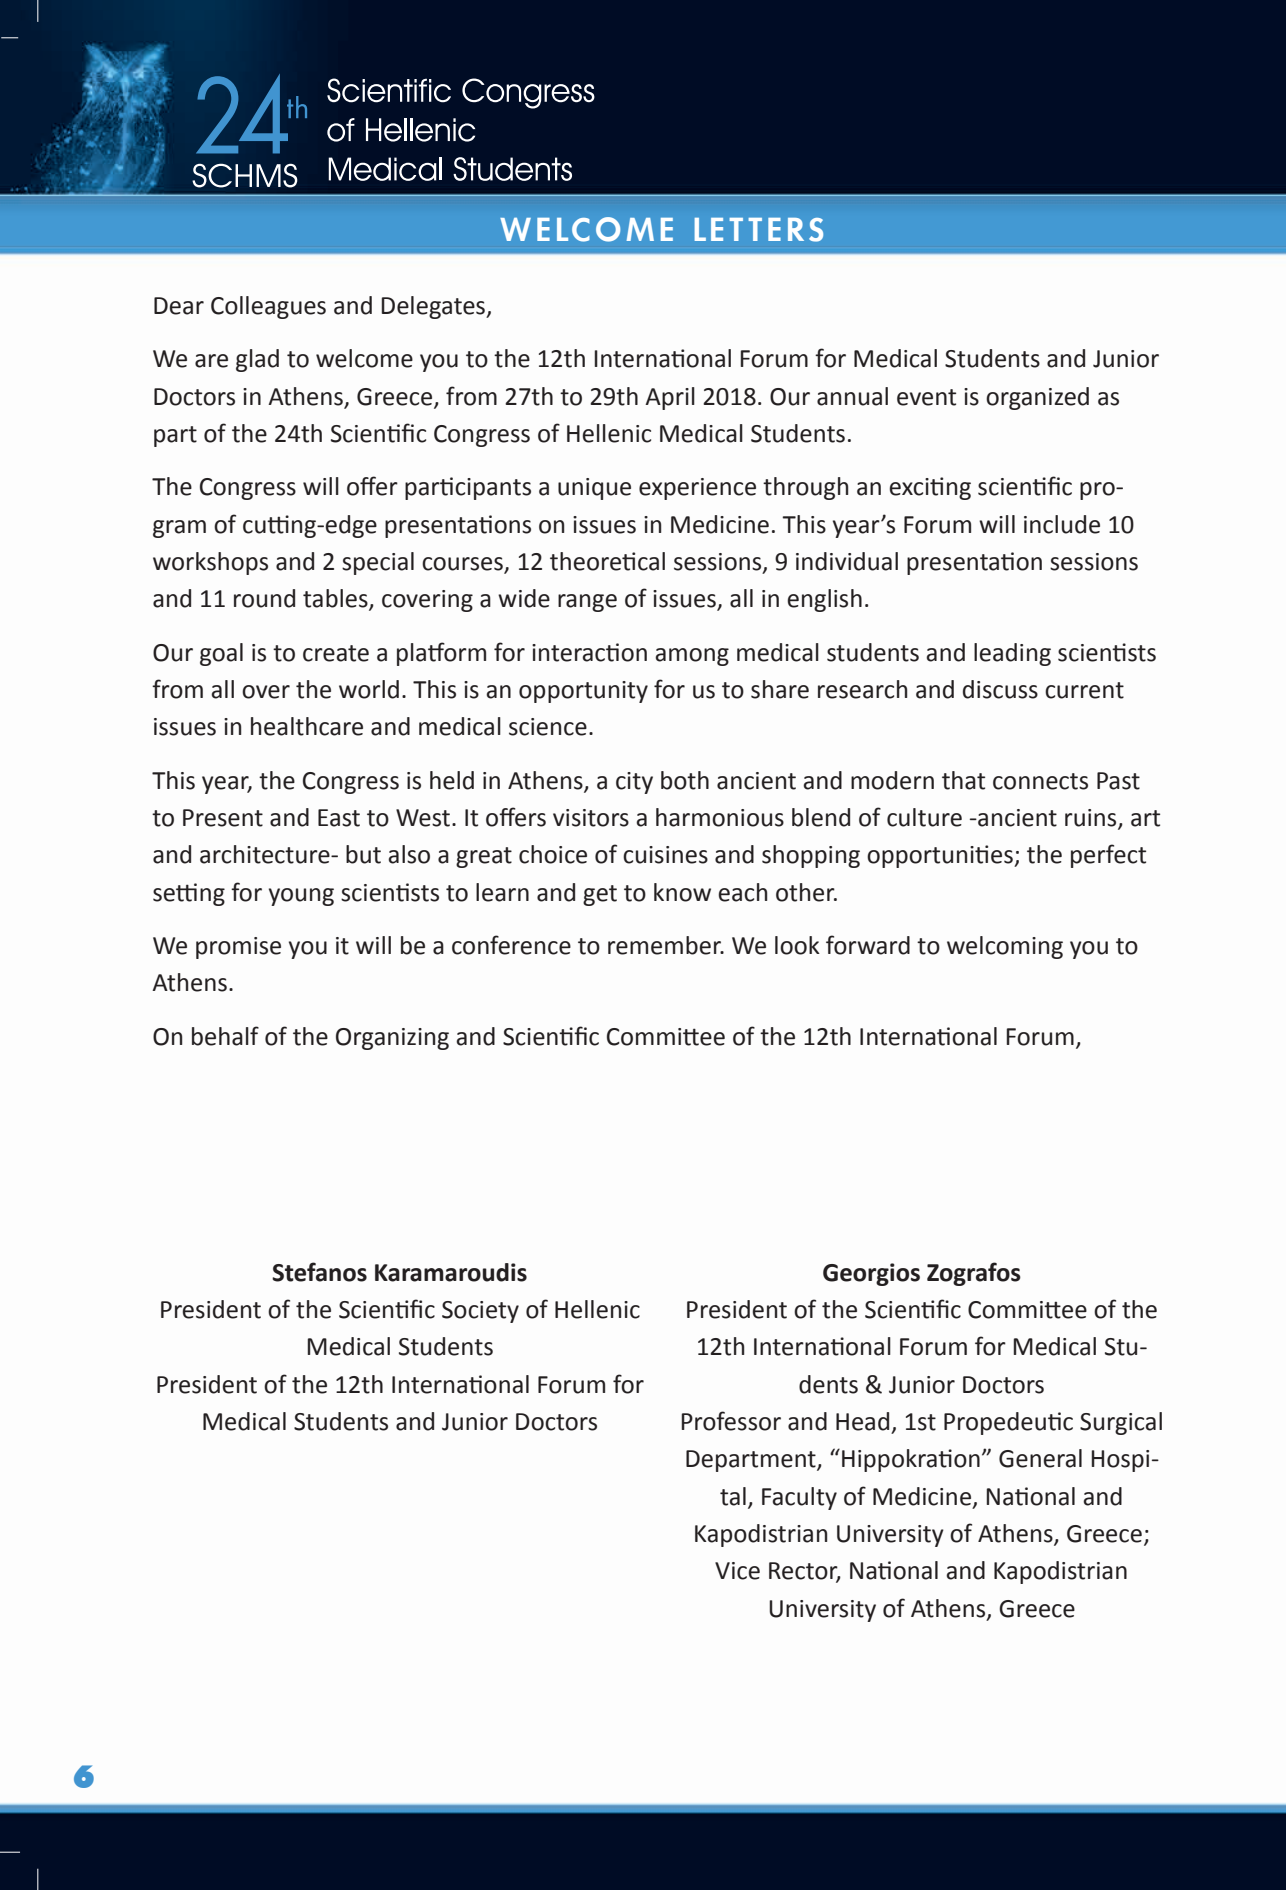 24th
SCHMS
Scientific Congress
of Hellenic
Medical Students
WELCOME LETTERS
Dear Colleagues and Delegates,
We are glad to welcome you to the 12th International Forum for Medical Students and Junior
Doctors in Athens, Greece, from 27th to 29th April 2018. Our annual event is organized as
part of the 24th Scientific Congress of Hellenic Medical Students.
The Congress will offer participants a unique experience through an exciting scientific pro-
gram of cutting-edge presentations on issues in Medicine. This year’s Forum will include 10
workshops and 2 special courses, 12 theoretical sessions, 9 individual presentation sessions
and 11 round tables, covering a wide range of issues, all in english.
Our goal is to create a platform for interaction among medical students and leading scientists
from all over the world. This is an opportunity for us to share research and discuss current
issues in healthcare and medical science.
This year, the Congress is held in Athens, a city both ancient and modern that connects Past
to Present and East to West. It offers visitors a harmonious blend of culture -ancient ruins, art
and architecture- but also a great choice of cuisines and shopping opportunities; the perfect
setting for young scientists to learn and get to know each other.
We promise you it will be a conference to remember. We look forward to welcoming you to
Athens.
On behalf of the Organizing and Scientific Committee of the 12th International Forum,
Stefanos Karamaroudis
President of the Scientific Society of Hellenic
Medical Students
President of the 12th International Forum for
Medical Students and Junior Doctors
Georgios Zografos
President of the Scientific Committee of the
12th International Forum for Medical Stu-
dents & Junior Doctors
Professor and Head, 1st Propedeutic Surgical
Department, “Hippokration” General Hospi-
tal, Faculty of Medicine, National and
Kapodistrian University of Athens, Greece;
Vice Rector, National and Kapodistrian
University of Athens, Greece
6